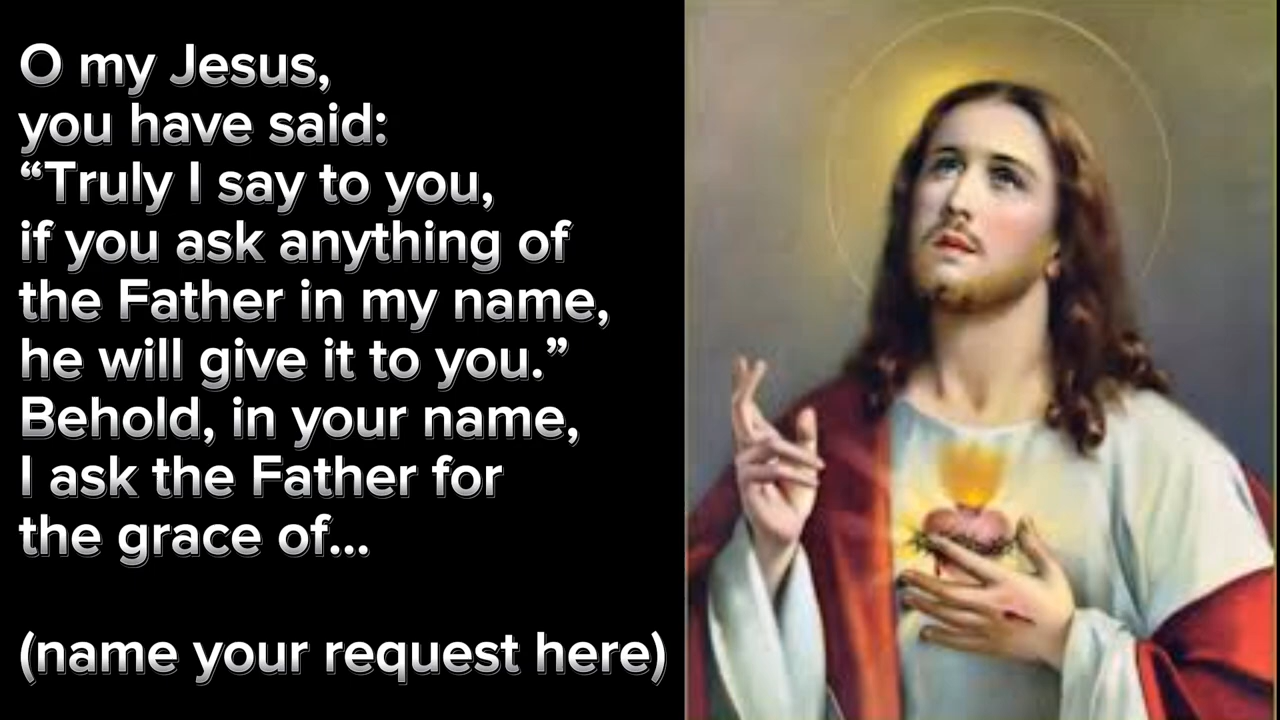 O my Jesus,
you have said:
“Truly I say to you,
if you ask anything of
the Father in my name,
he will give it to you.”
Behold, in your name,
I ask the Father for
the grace of...
(name your request here)